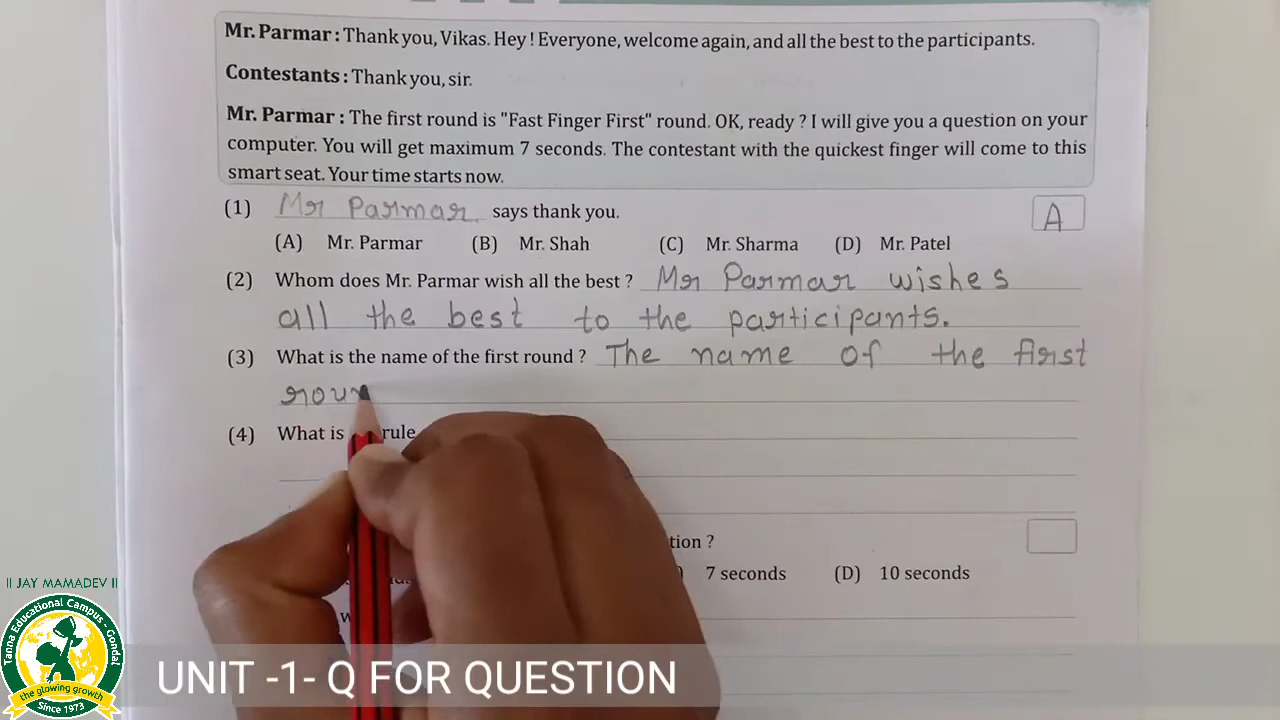 Mr. Parmar : Thank you, Vikas. Hey ! Everyone, welcome again, and all the best to the participants.
Contestants : Thank you, sir.
Mr. Parmar : The first round is "Fast Finger First" round. OK, ready ? I will give you a question on your
computer. You will get maximum 7 seconds. The contestant with the quickest finger will come to this
smart seat. Your time starts now.
(1) Mr Parmar says thank you. A
(A) Mr. Parmar (B) Mr. Shah (C) Mr. Sharma (D) Mr. Patel
(2) Whom does Mr. Parmar wish all the best ? Mr Parmar wishes
all the best to the participants.
(3) What is the name of the first round ? The name of the first
roun
(4) What is rule
tion ?
7 seconds (D) 10 seconds
|| JAY MAMADEV ||
Tanna Educational Campus - Gondal
the glowing growth
Since 1973
UNIT -1- Q FOR QUESTION